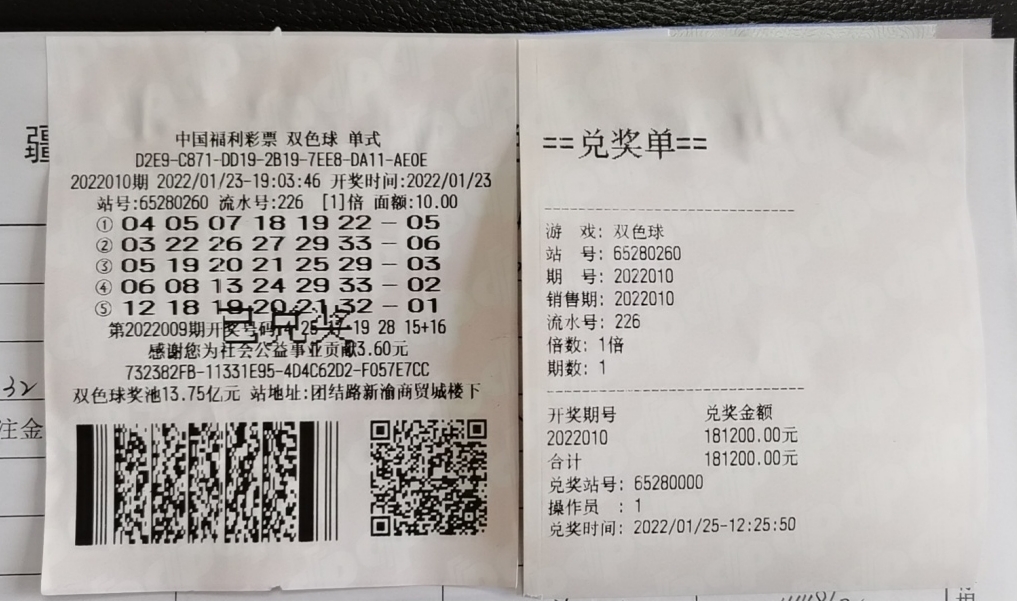 疆
中国福利彩票 双色球 单式
D2E9-C871-DD19-2B19-7EE8-DA11-AE0E
2022010期 2022/01/23-19:03:46 开奖时间:2022/01/23
站号:65280260 流水号:226 [1]倍 面额:10.00
① 04 05 07 18 19 22 - 05
② 03 22 26 27 29 33 - 06
③ 05 19 20 21 25 29 - 03
④ 06 08 13 24 29 33 - 02
⑤ 12 18 19 20 21 32 - 01
已兑奖
第2022009期开奖号码 19 28 15+16
感谢您为社会公益事业贡献3.60元
732382FB-11331E95-4D4C62D2-F057E7CC
双色球奖池13.75亿元 站地址:团结路新渝商贸城楼下
32
注金
==兑奖单==
游 戏: 双色球
站 号: 65280260
期 号: 2022010
销售期: 2022010
流水号: 226
倍数: 1倍
期数: 1
开奖期号 兑奖金额
2022010 181200.00元
合计 181200.00元
兑奖站号: 65280000
操作员 : 1
兑奖时间: 2022/01/25-12:25:50